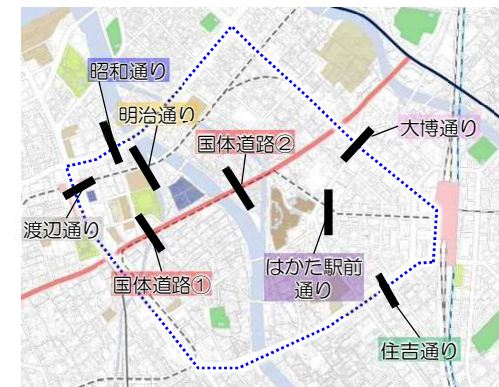 昭和通り
明治通り
国体道路②
大博通り
渡辺通り
国体道路①
はかた駅前
通り
住吉通り